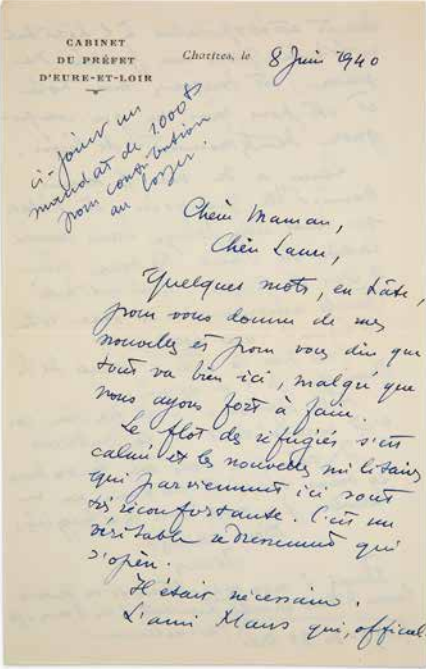 CABINET
DU PRÉFET
D'EURE-ET-LOIR
Chartres, le 8 Juin 1940
ci-joint un
mandat de 1.000f
pour contribution
au loyer.
Chère Maman,
Chère Laure,
Quelques mots, en hâte,
pour vous donner de mes
nouvelles et pour vous dire que
tout va bien ici, malgré que
nous ayons fort à faire.
Le flot des réfugiés s'est
calmé et les nouvelles militaires
qui parviennent ici sont
très réconfortantes. C'est un
véritable redressement qui
s'opère.
Il était nécessaire.
L'ami Mans qui, official